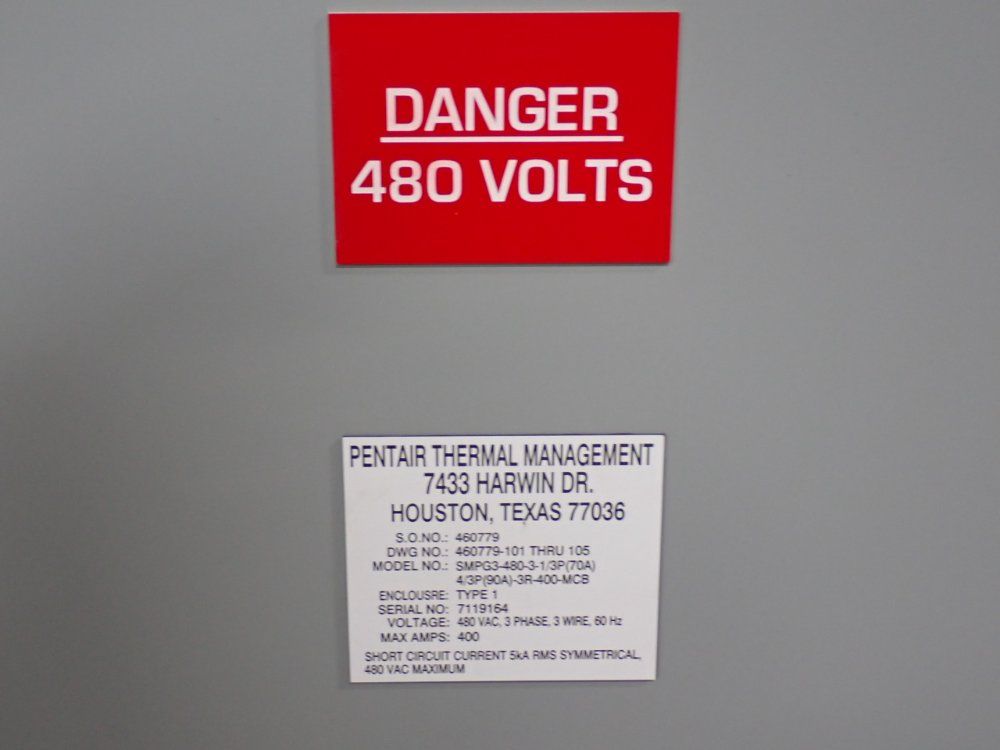 DANGER
480 VOLTS
PENTAIR THERMAL MANAGEMENT
7433 HARWIN DR.
HOUSTON, TEXAS 77036
S.O.NO.: 460779
DWG NO.: 460779-101 THRU 105
MODEL NO.: SMPG3-480-3-1/3P(70A)
4/3P(90A)-3R-400-MCB
ENCLOUSRE: TYPE 1
SERIAL NO: 7119164
VOLTAGE: 480 VAC, 3 PHASE, 3 WIRE, 60 Hz
MAX AMPS: 400
SHORT CIRCUIT CURRENT 5kA RMS SYMMETRICAL,
480 VAC MAXIMUM